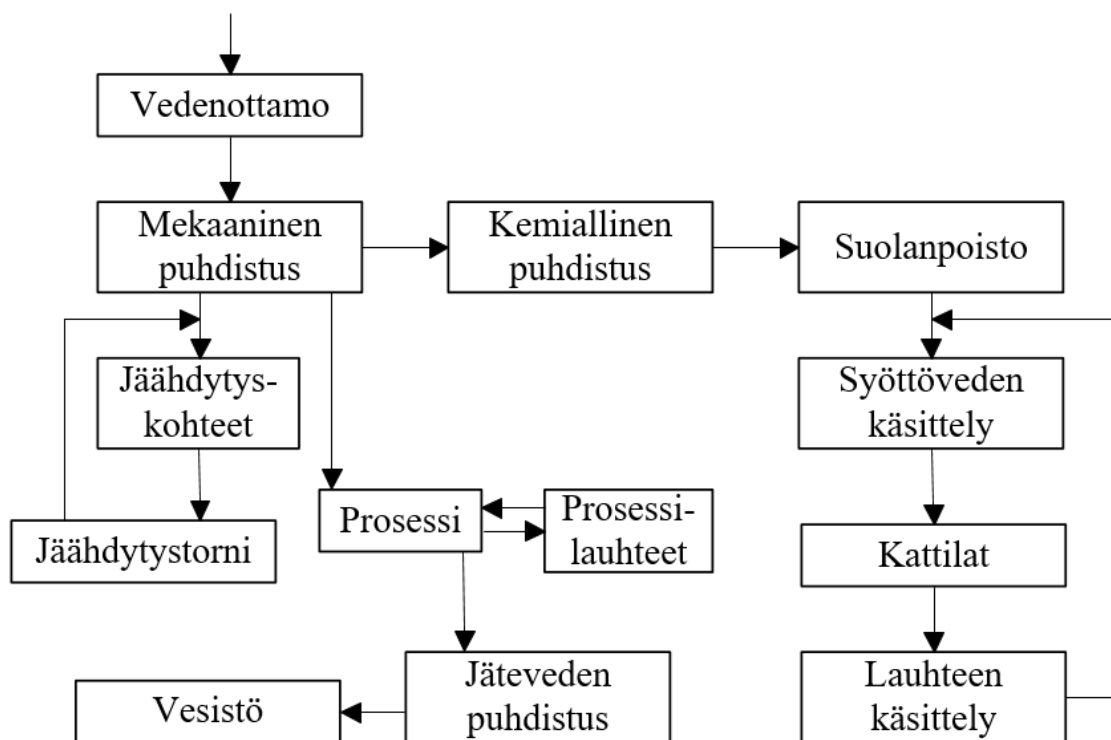 Vedenottamo
Mekaaninen
puhdistus
Kemiallinen
puhdistus
Suolanpoisto
Jäähdytys-
kohteet
Syöttöveden
käsittely
Jäähdytystorni
Prosessi
Prosessi-
lauhteet
Kattilat
Vesistö
Jäteveden
puhdistus
Lauhteen
käsittely